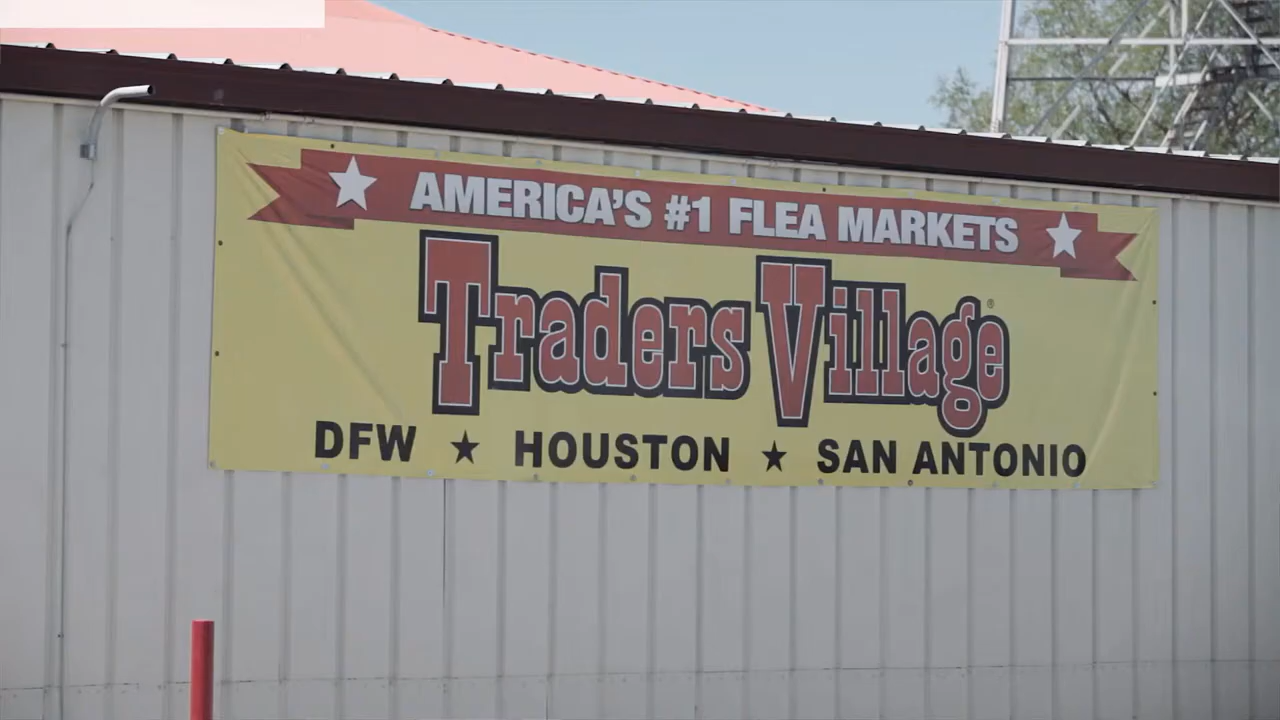 AMERICA'S #1 FLEA MARKETS
Traders Village®
DFW ★ HOUSTON ★ SAN ANTONIO